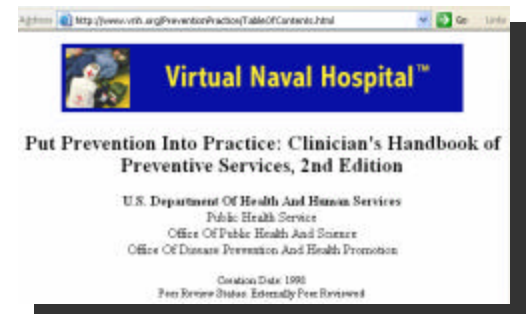 Address http://www.vnh.org/PreventionPractice/TableOfContents.html Go Links
Virtual Naval Hospital™
Put Prevention Into Practice: Clinician's Handbook of
Preventive Services, 2nd Edition
U.S. Department Of Health And Human Services
Public Health Service
Office Of Public Health And Science
Office Of Disease Prevention And Health Promotion
Creation Date: 1998
Peer Review Status: Externally Peer Reviewed